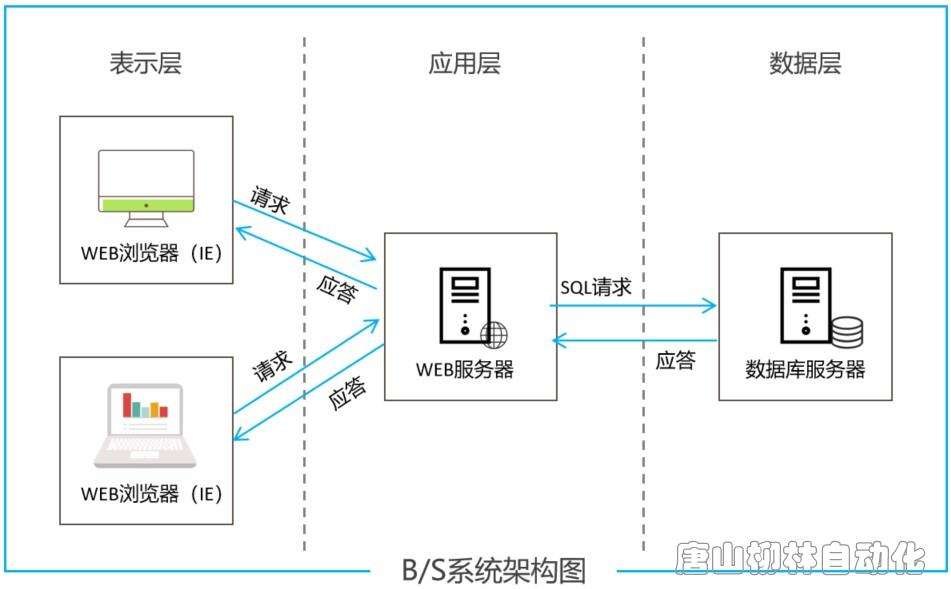 表示层
应用层
数据层
WEB浏览器（IE）
请求
应答
WEB浏览器（IE）
请求
应答
WEB服务器
SQL请求
应答
数据库服务器
B/S系统架构图
唐山柳林自动化